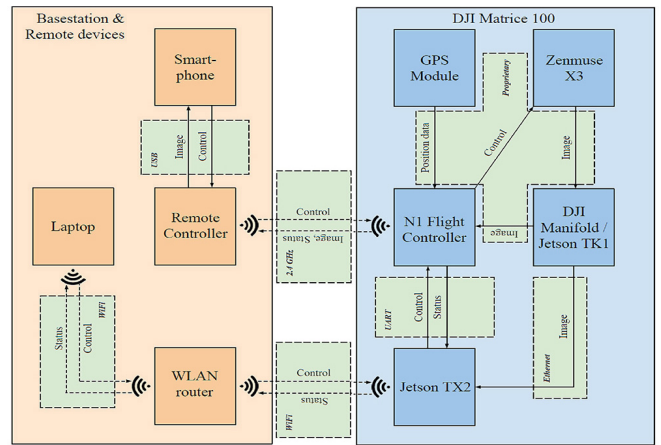 Basestation &
Remote devices
DJI Matrice 100
Smart-
phone
GPS
Module
Zenmuse
X3
Proprietary
USB
Image
Control
Position data
Control
Image
Laptop
Remote
Controller
Control
Image, Status
2.4 GHz
N1 Flight
Controller
Image
DJI
Manifold /
Jetson TK1
Status
Control
WiFi
UART
Control
Status
Image
Ethernet
WLAN
router
Control
Status
WiFi
Jetson TX2